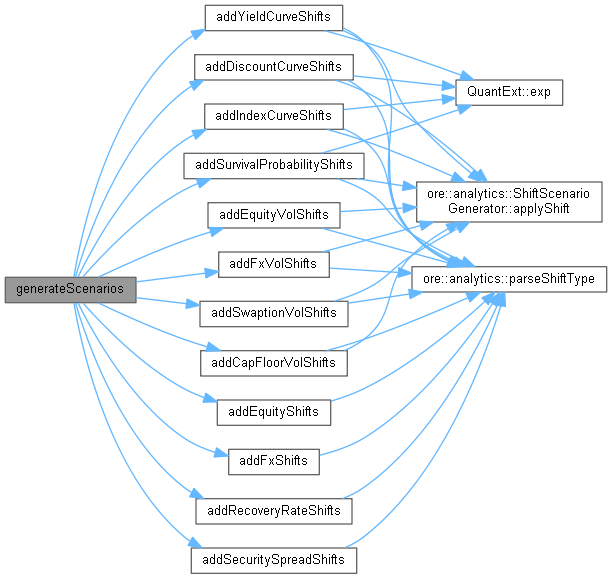 generateScenarios
addYieldCurveShifts
addDiscountCurveShifts
addIndexCurveShifts
addSurvivalProbabilityShifts
addEquityVolShifts
addFxVolShifts
addSwaptionVolShifts
addCapFloorVolShifts
addEquityShifts
addFxShifts
addRecoveryRateShifts
addSecuritySpreadShifts
QuantExt::exp
ore::analytics::ShiftScenario
Generator::applyShift
ore::analytics::parseShiftType